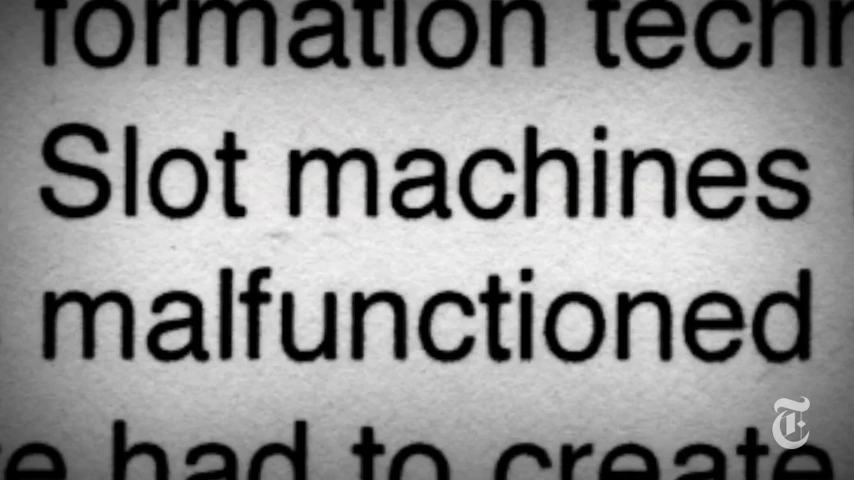 formation techn
Slot machines
malfunctioned
e had to create
T